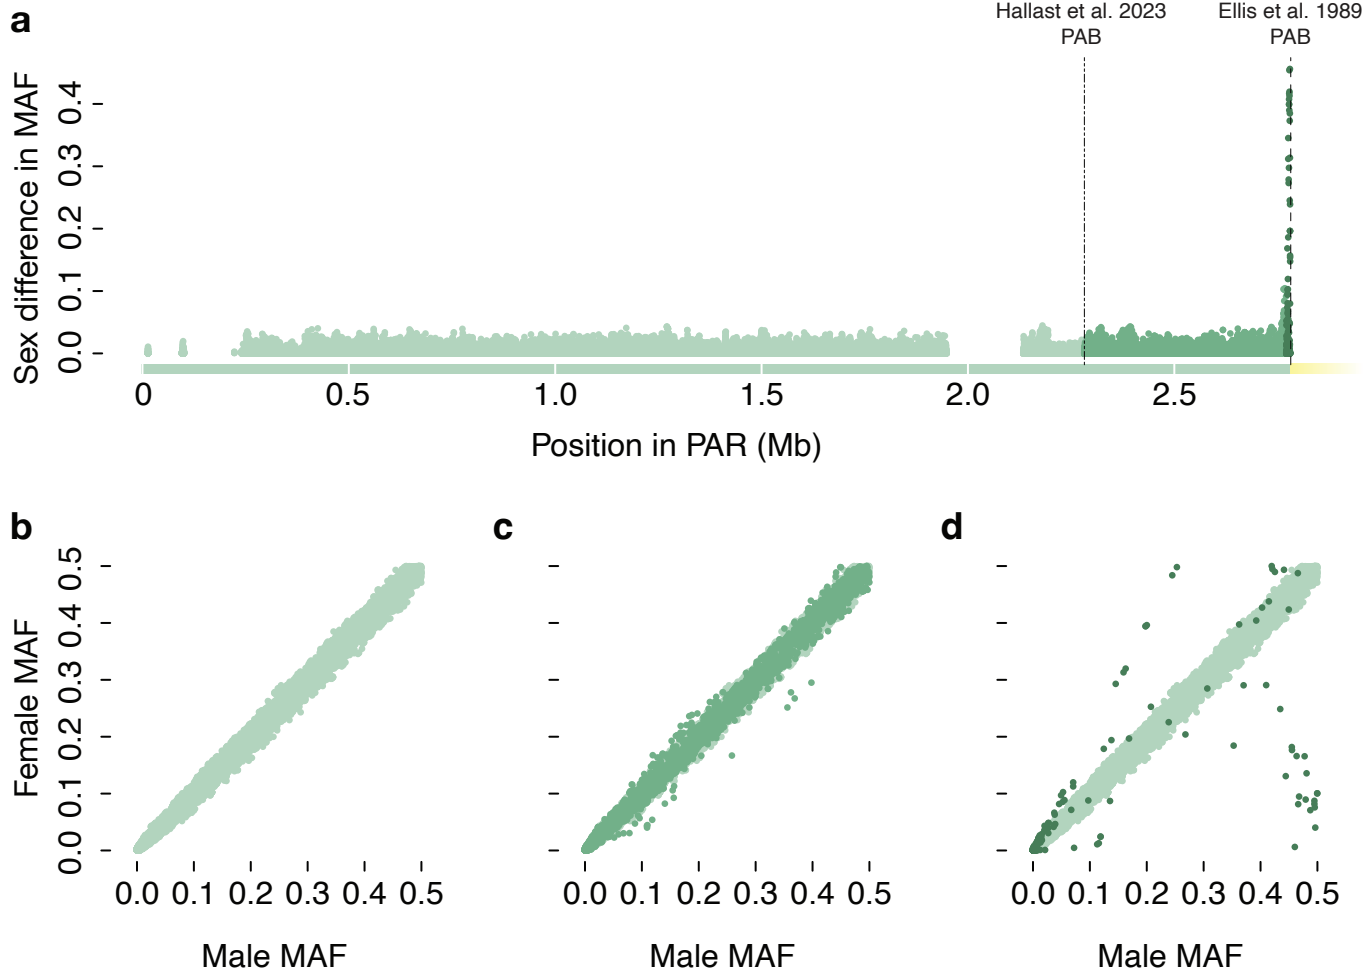 a
Hallast et al. 2023
PAB
Ellis et al. 1989
PAB
Sex difference in MAF
0.4
0.3
0.2
0.1
0.0
0 0.5 1.0 1.5 2.0 2.5
Position in PAR (Mb)
b
Female MAF
0.5
0.4
0.3
0.2
0.1
0.0
0.0 0.1 0.2 0.3 0.4 0.5
Male MAF
c
0.0 0.1 0.2 0.3 0.4 0.5
Male MAF
d
0.0 0.1 0.2 0.3 0.4 0.5
Male MAF